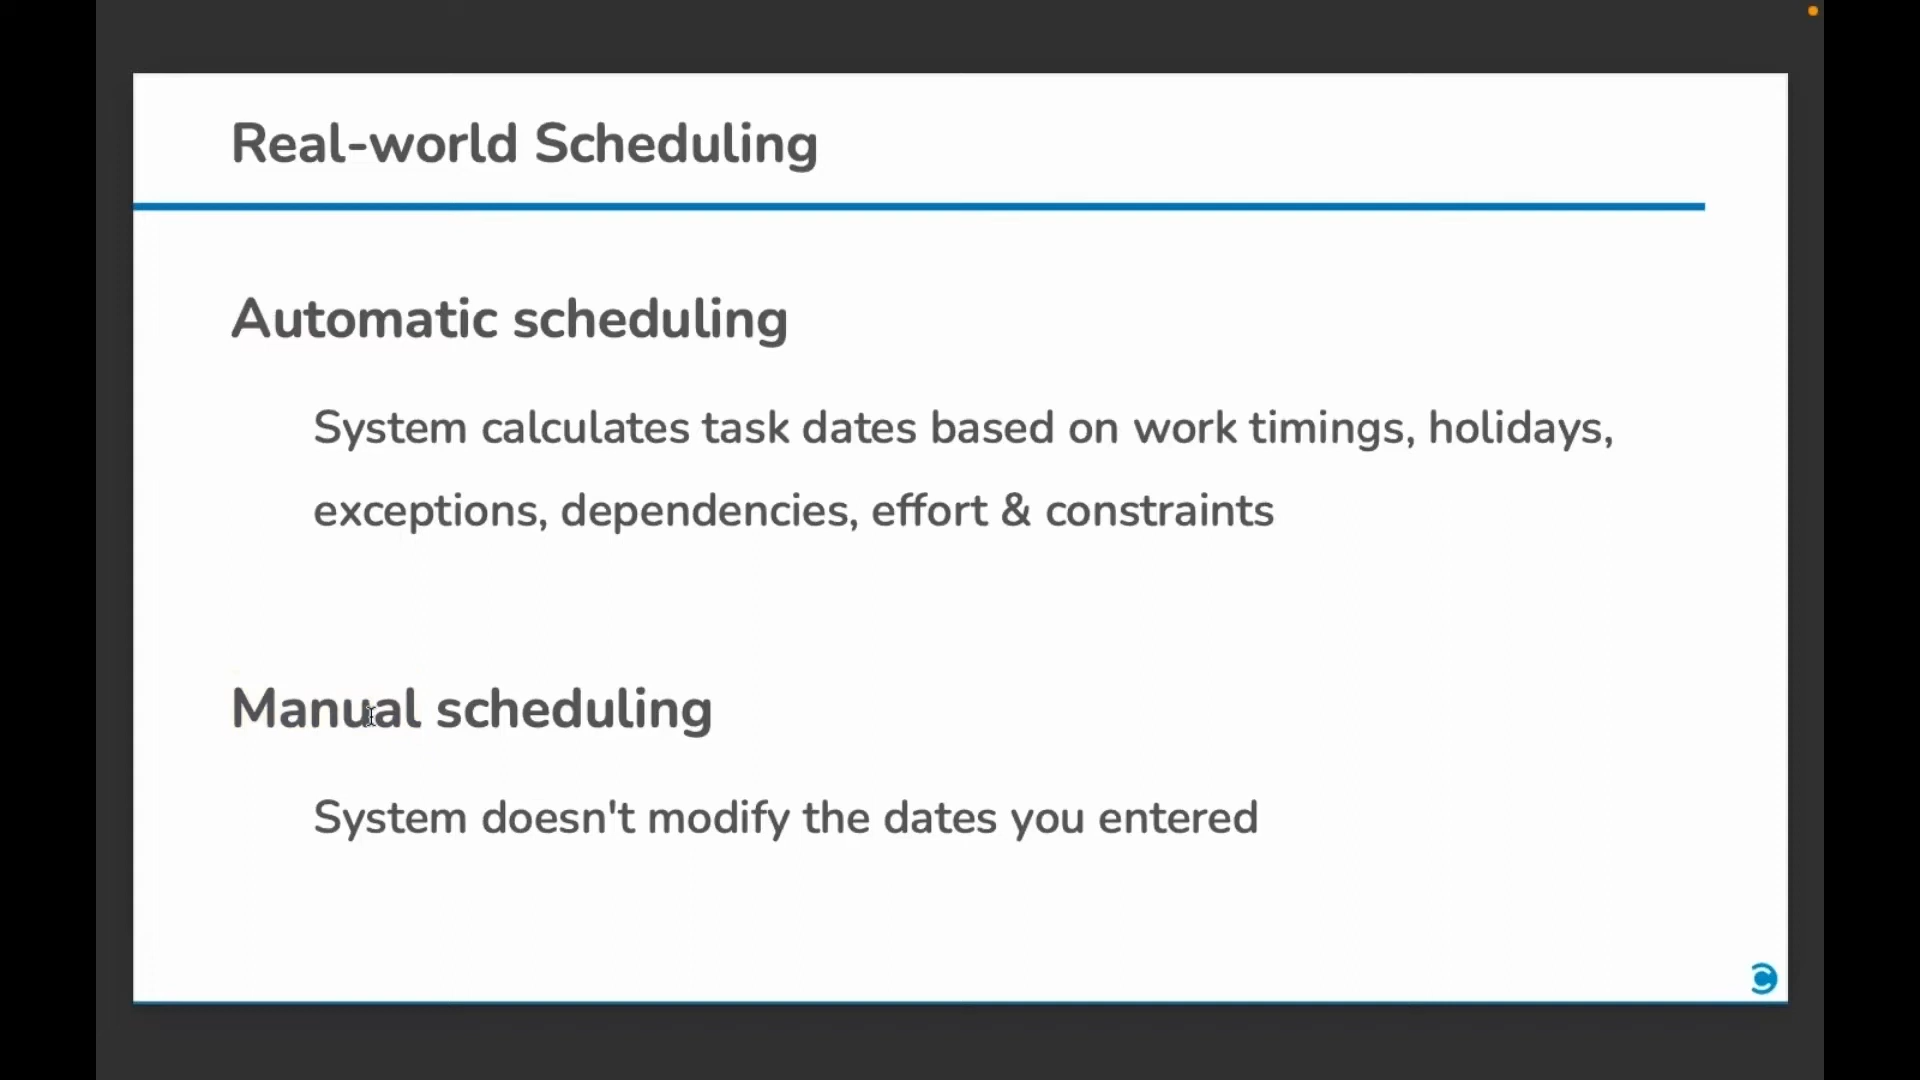 Real-world Scheduling
Automatic scheduling
System calculates task dates based on work timings, holidays,
exceptions, dependencies, effort & constraints
Manual scheduling
System doesn't modify the dates you entered